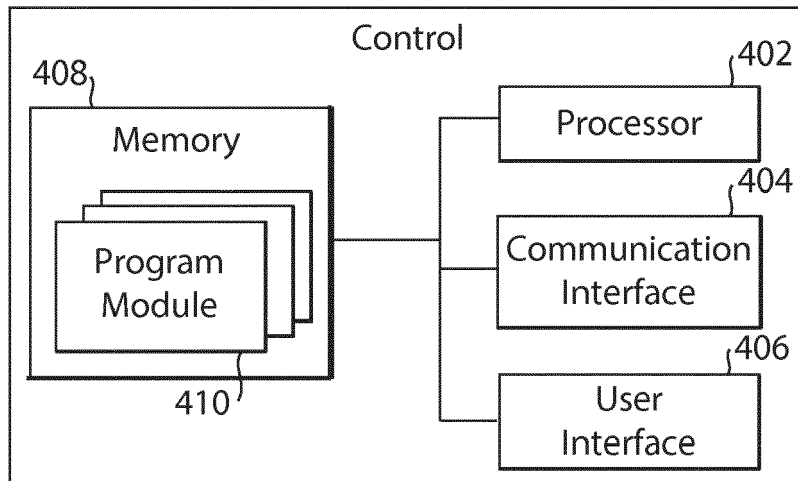 Control
408
Memory
Program
Module
410
402
Processor
404
Communication
Interface
406
User
Interface